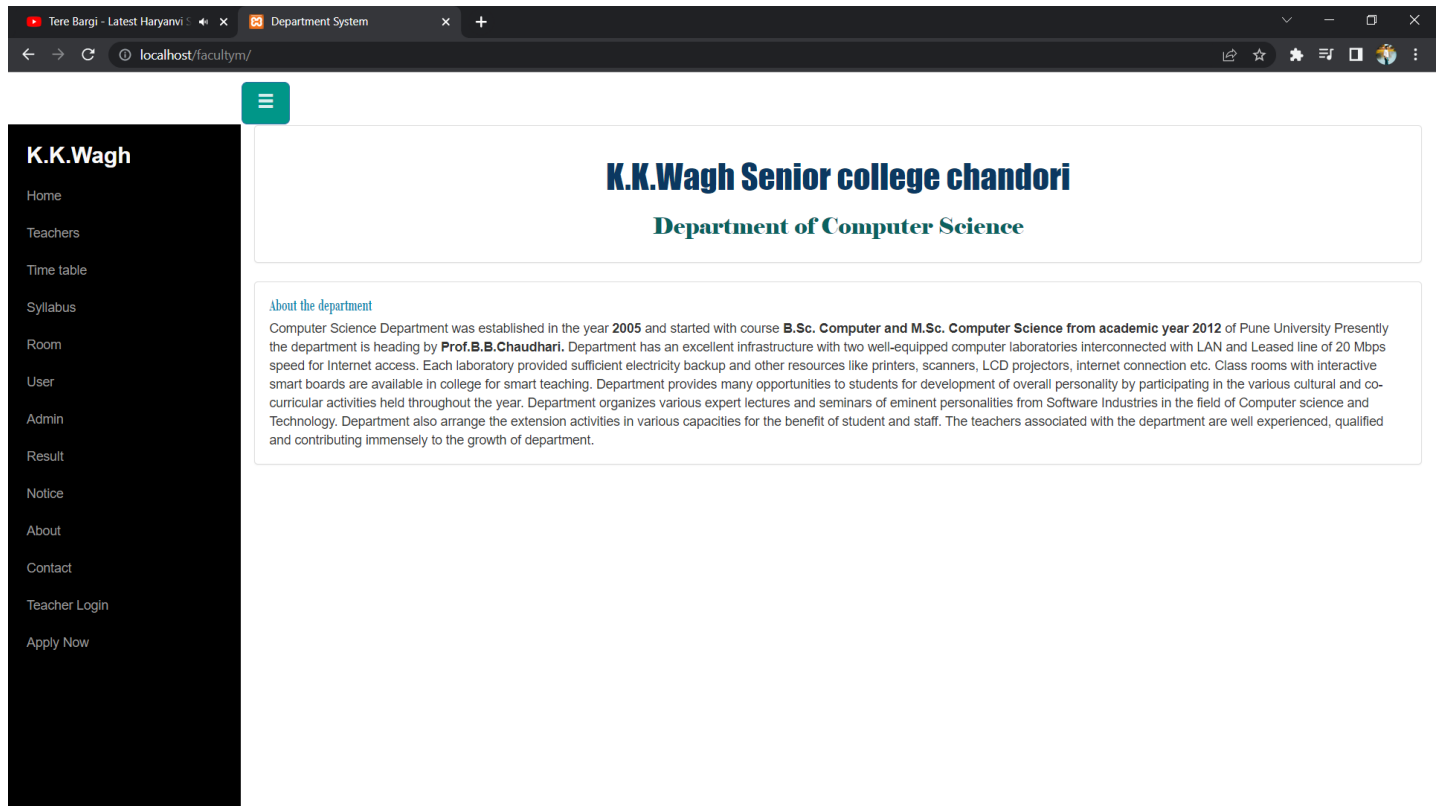 Tere Bargi - Latest Haryanvi S
Department System
localhost/facultym/
K.K.Wagh
Home
Teachers
Time table
Syllabus
Room
User
Admin
Result
Notice
About
Contact
Teacher Login
Apply Now
K.K.Wagh Senior college chandori
Department of Computer Science
About the department
Computer Science Department was established in the year 2005 and started with course B.Sc. Computer and M.Sc. Computer Science from academic year 2012 of Pune University Presently
the department is heading by Prof.B.B.Chaudhari. Department has an excellent infrastructure with two well-equipped computer laboratories interconnected with LAN and Leased line of 20 Mbps
speed for Internet access. Each laboratory provided sufficient electricity backup and other resources like printers, scanners, LCD projectors, internet connection etc. Class rooms with interactive
smart boards are available in college for smart teaching. Department provides many opportunities to students for development of overall personality by participating in the various cultural and co-
curricular activities held throughout the year. Department organizes various expert lectures and seminars of eminent personalities from Software Industries in the field of Computer science and
Technology. Department also arrange the extension activities in various capacities for the benefit of student and staff. The teachers associated with the department are well experienced, qualified
and contributing immensely to the growth of department.